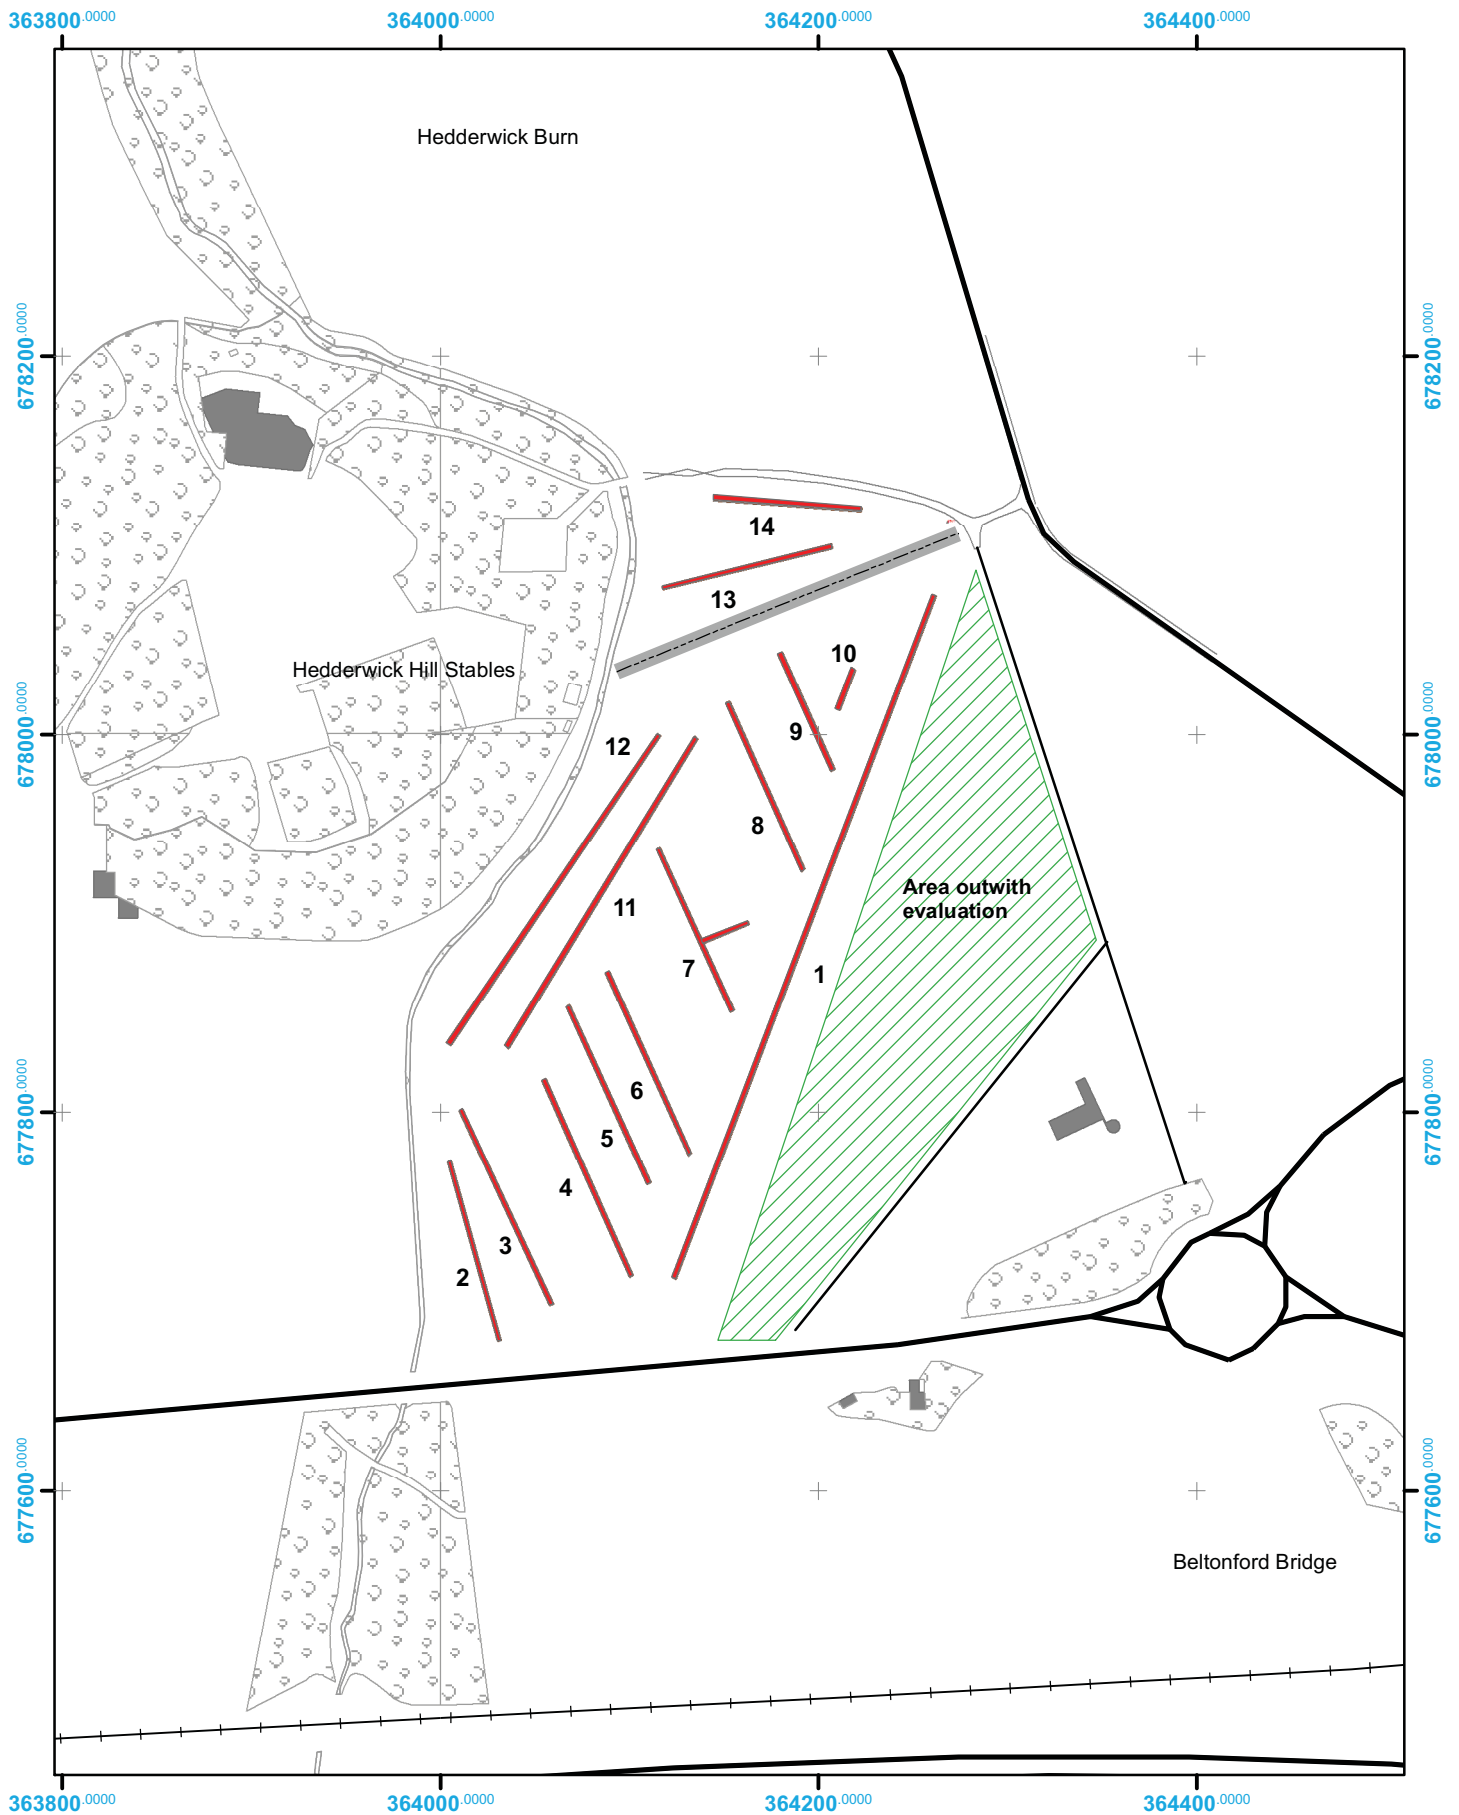 363800.0000 364000.0000 364200.0000 364400.0000
Hedderwick Burn
678200.0000 678200.0000
14
13
10
Hedderwick Hill Stables
9
12
678000.0000 678000.0000
8
Area outwith
evaluation
11
7
1
6
677800.0000 677800.0000
5
4
3
2
677600.0000 677600.0000
Beltonford Bridge
363800.0000 364000.0000 364200.0000 364400.0000